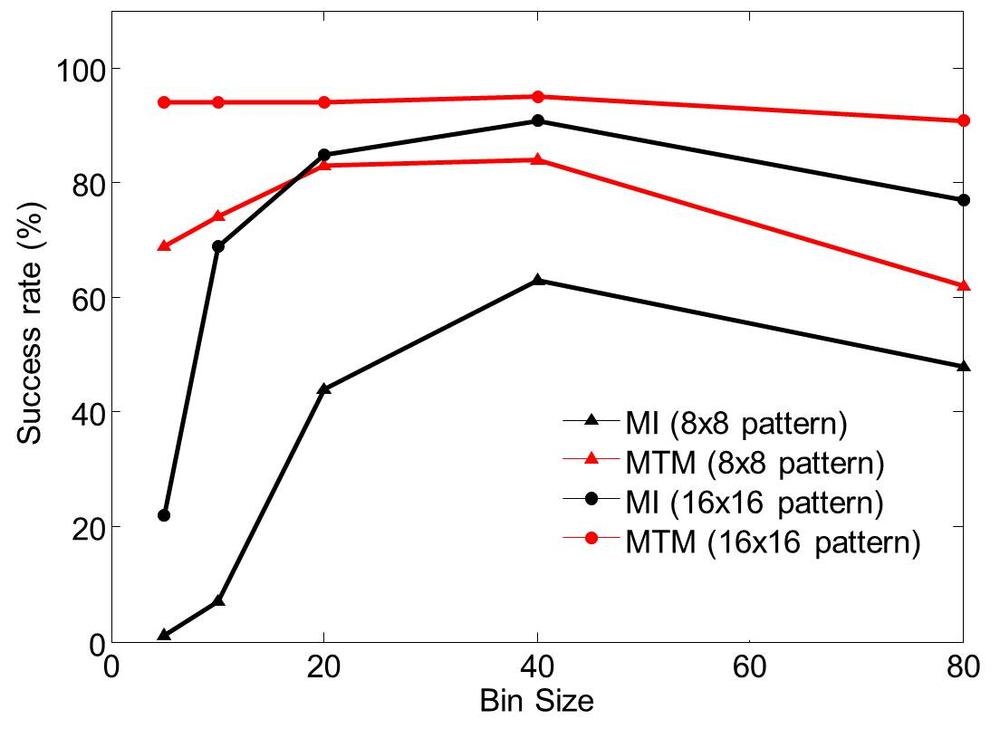 100
80
60
40
20
0
Success rate (%)
MI (8x8 pattern)
MTM (8x8 pattern)
MI (16x16 pattern)
MTM (16x16 pattern)
0 20 40 60 80
Bin Size